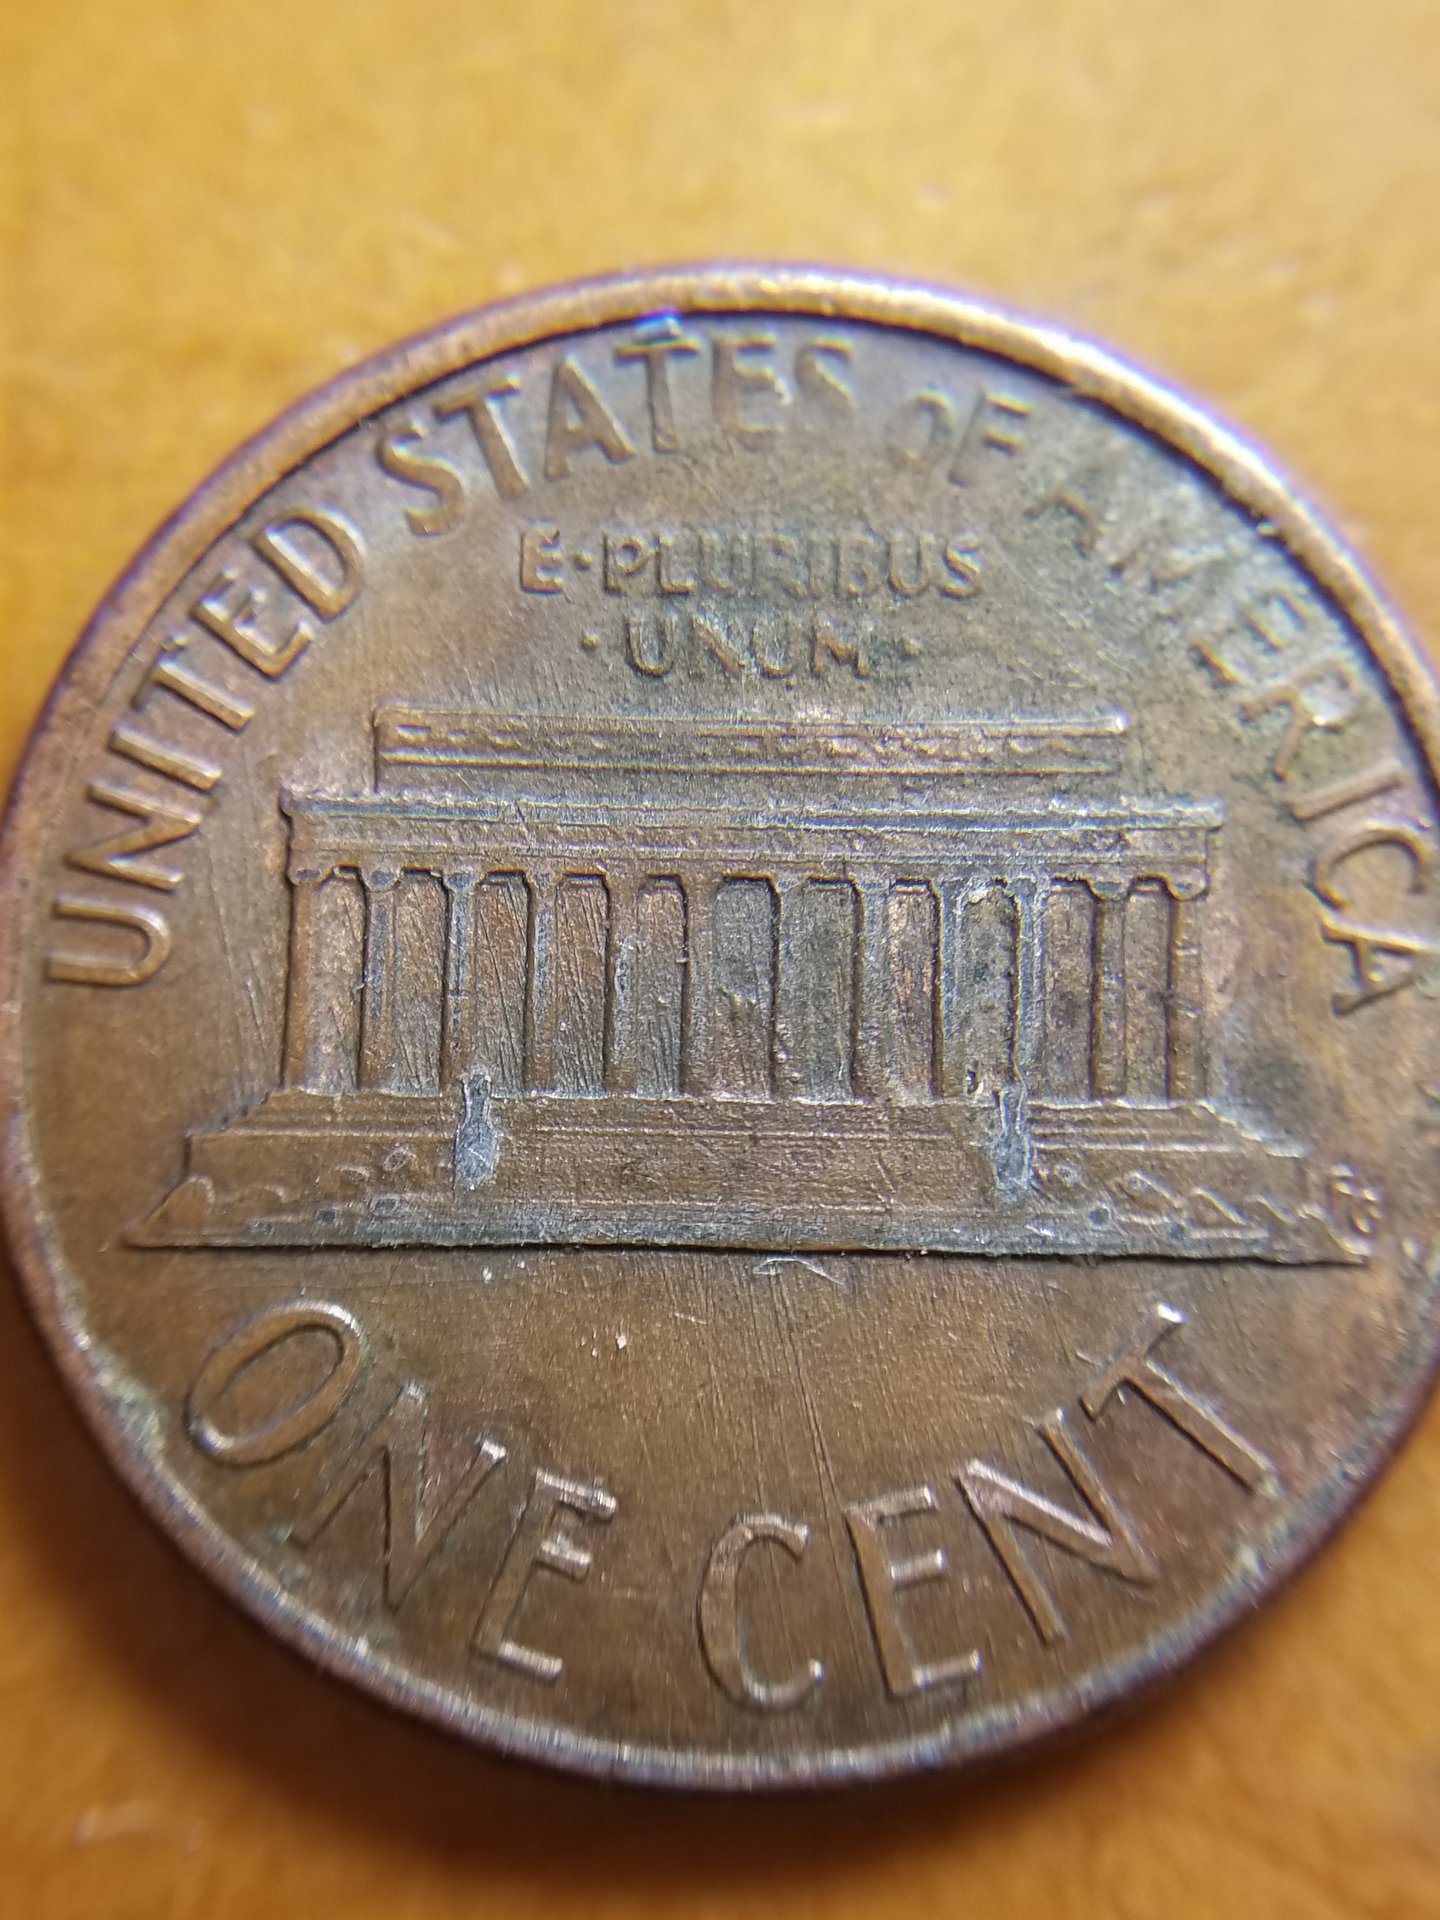 UNITED STATES OF AMERICA
E·PLURIBUS
·UNUM·
ONE CENT